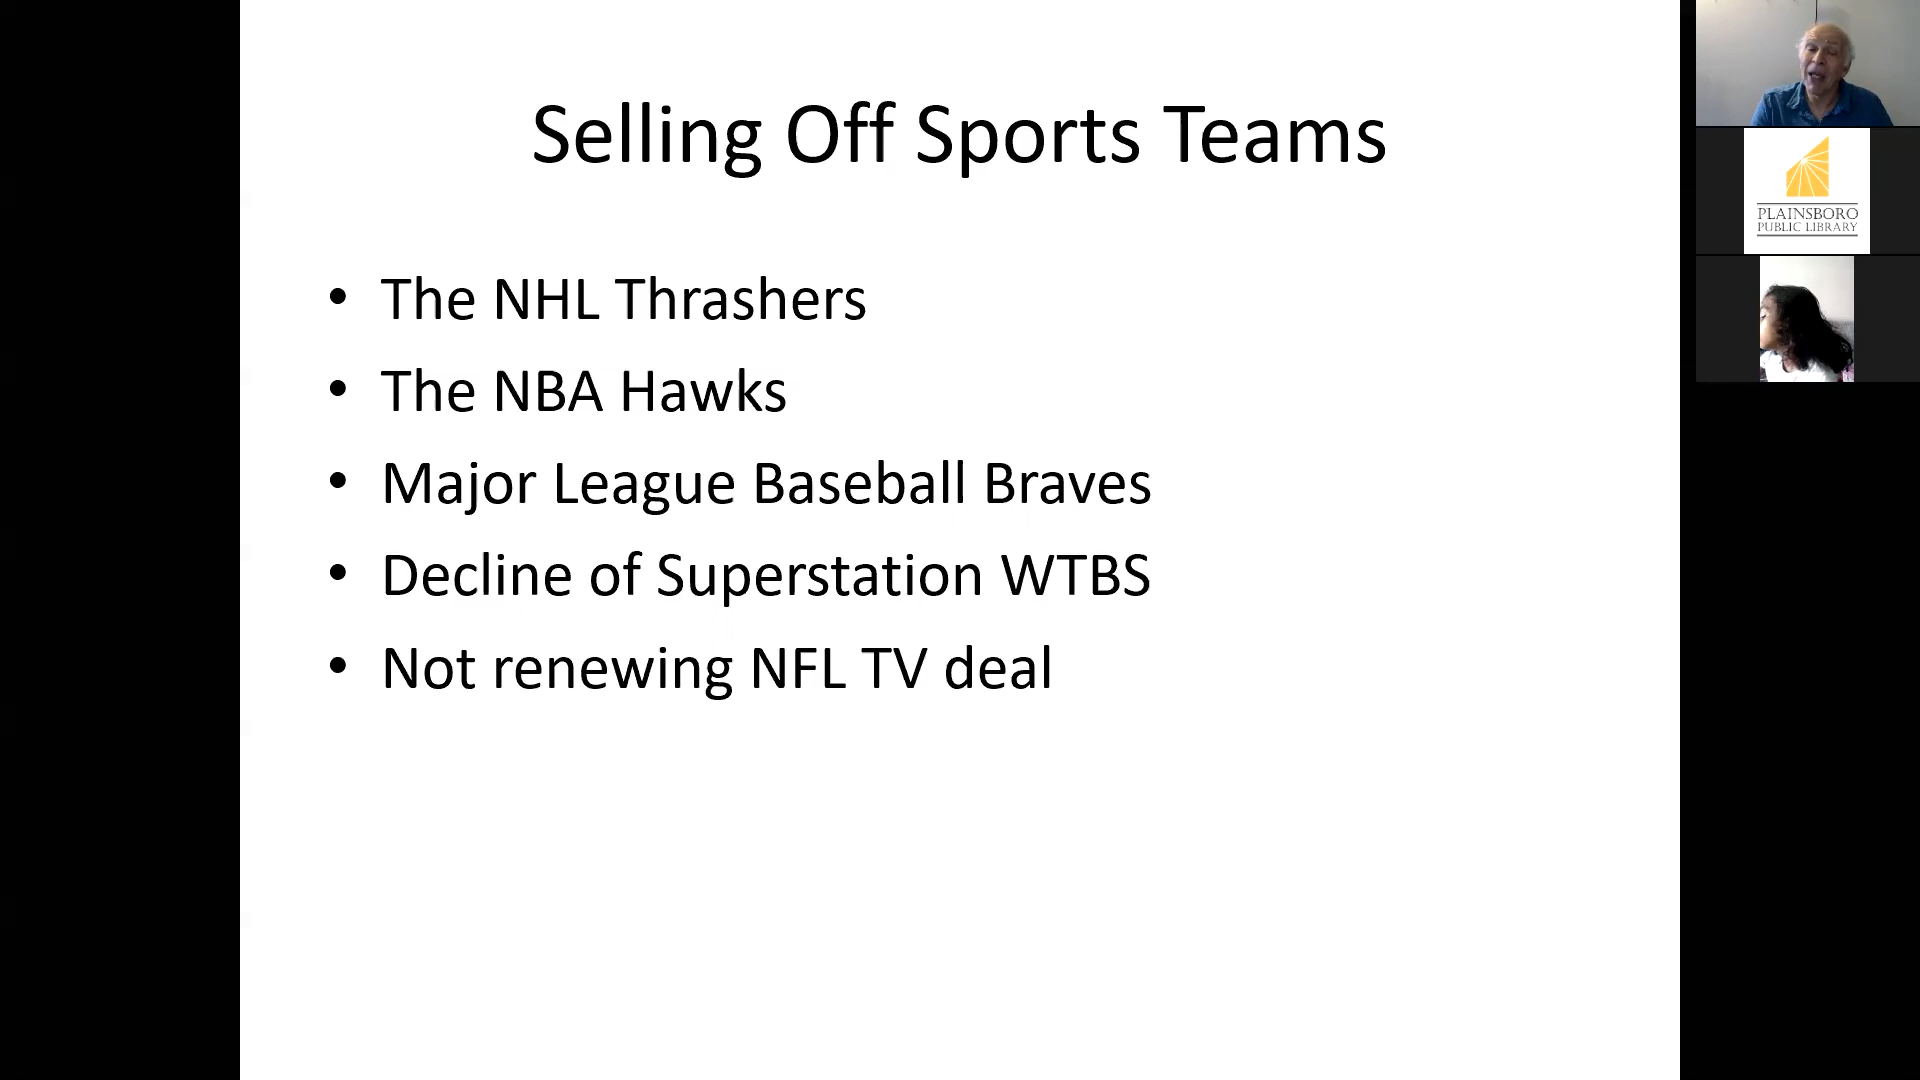 Selling Off Sports Teams
• The NHL Thrashers
• The NBA Hawks
• Major League Baseball Braves
• Decline of Superstation WTBS
• Not renewing NFL TV deal
PLAINSBORO
PUBLIC LIBRARY